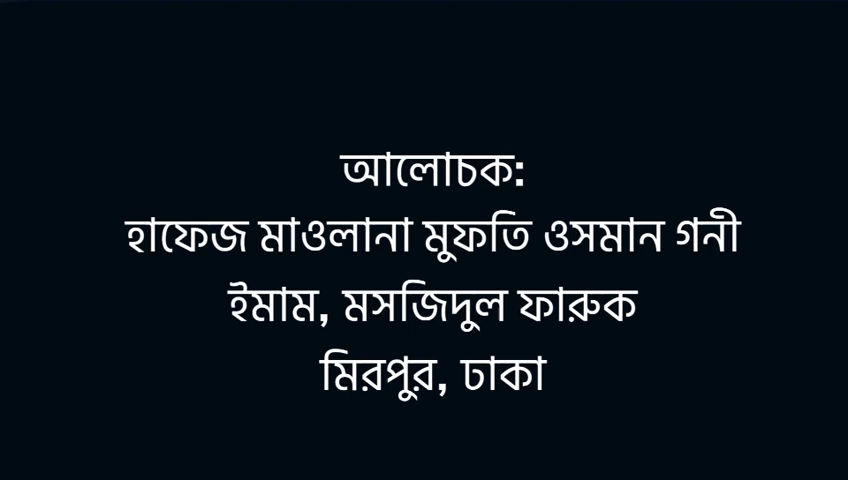 আলোচক:
হাফেজ মাওলানা মুফতি ওসমান গনী
ইমাম, মসজিদুল ফারুক
মিরপুর, ঢাকা